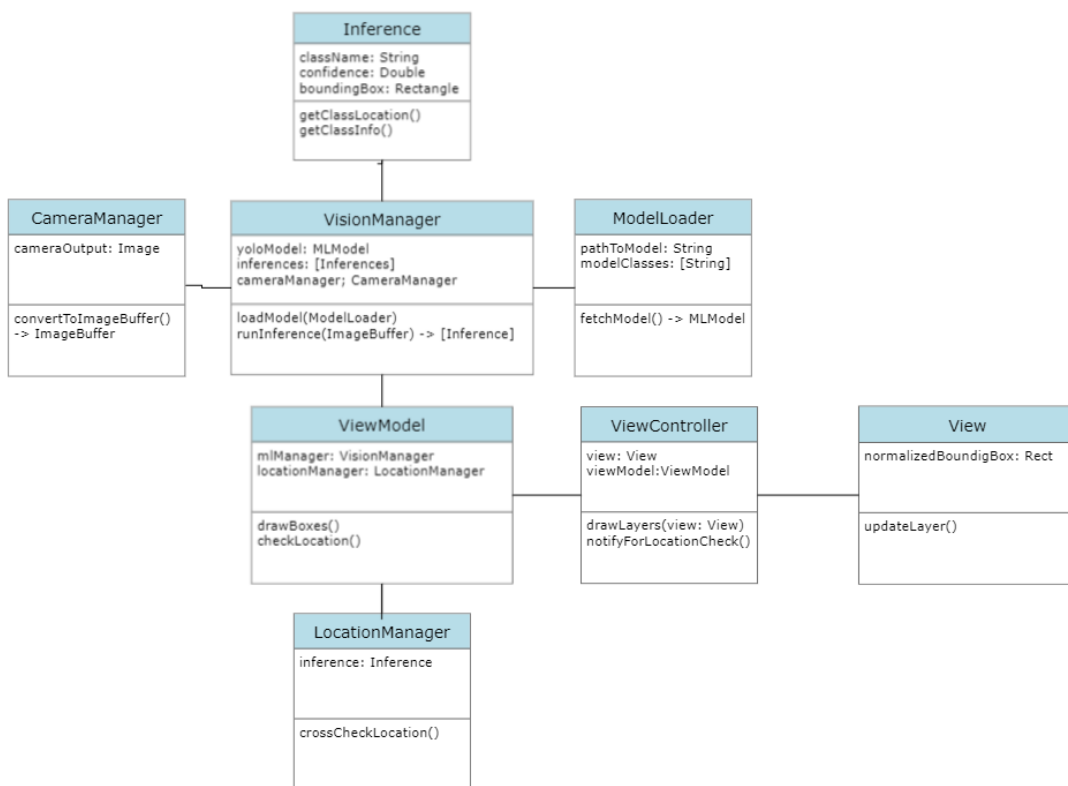 Inference
className: String
confidence: Double
boundingBox: Rectangle
getClassLocation()
getClassInfo()
CameraManager
cameraOutput: Image
convertToImageBuffer()
-> ImageBuffer
VisionManager
yoloModel: MLModel
inferences: [Inferences]
cameraManager; CameraManager
loadModel(ModelLoader)
runInference(ImageBuffer) -> [Inference]
ModelLoader
pathToModel: String
modelClasses: [String]
fetchModel() -> MLModel
ViewModel
mlManager: VisionManager
locationManager: LocationManager
drawBoxes()
checkLocation()
ViewController
view: View
viewModel:ViewModel
drawLayers(view: View)
notifyForLocationCheck()
View
normalizedBoundigBox: Rect
updateLayer()
LocationManager
inference: Inference
crossCheckLocation()